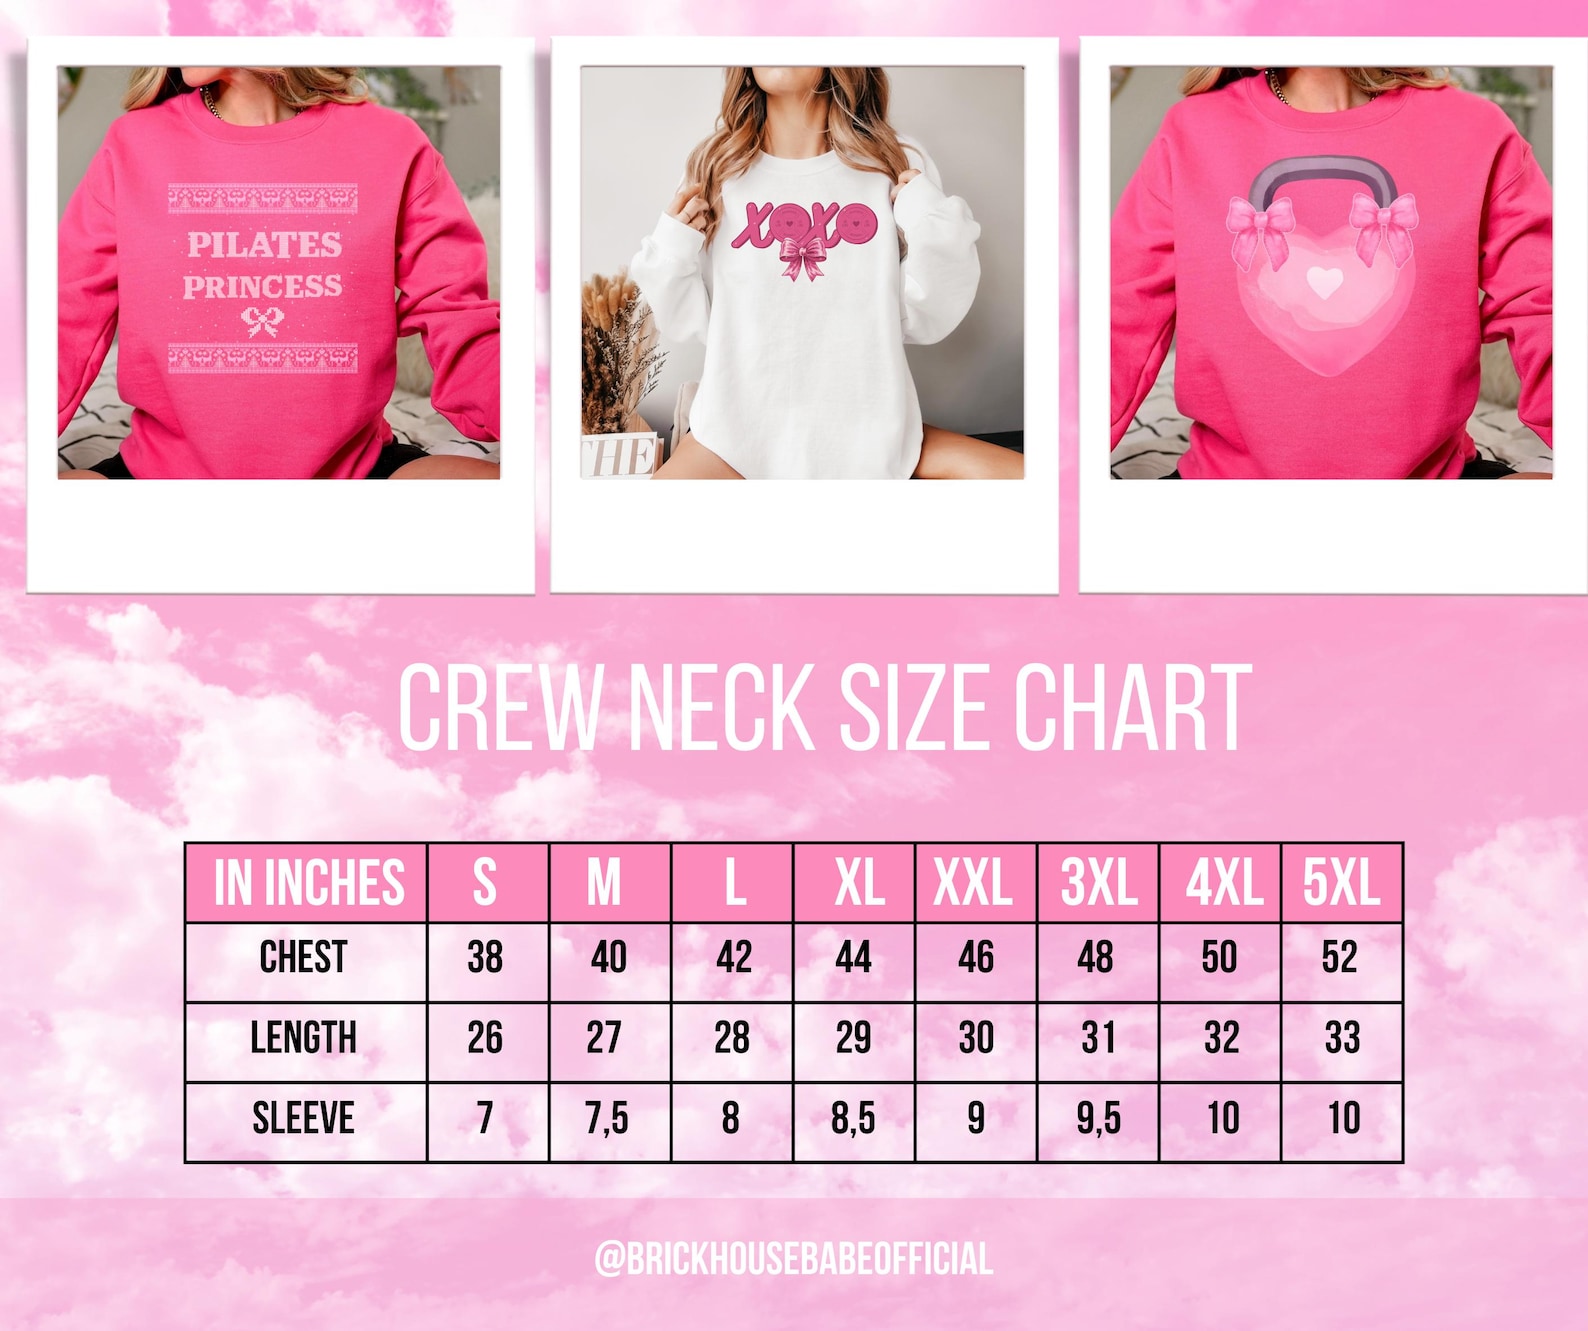 PILATES
PRINCESS
XOXO
THE
CREW NECK SIZE CHART
IN INCHES S M L XL XXL 3XL 4XL 5XL
CHEST 38 40 42 44 46 48 50 52
LENGTH 26 27 28 29 30 31 32 33
SLEEVE 7 7,5 8 8,5 9 9,5 10 10
@BRICKHOUSEBABEOFFICIAL